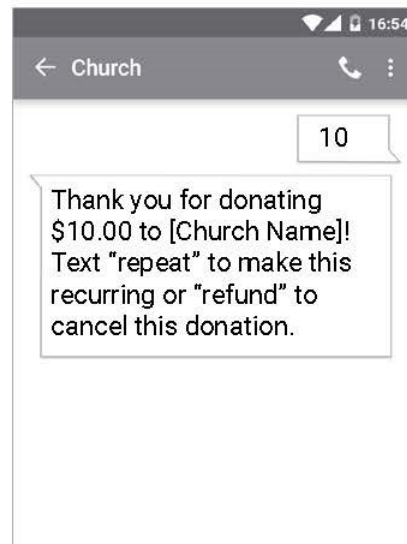 16:54
Church
10
Thank you for donating
$10.00 to [Church Name]!
Text “repeat” to make this
recurring or “refund” to
cancel this donation.